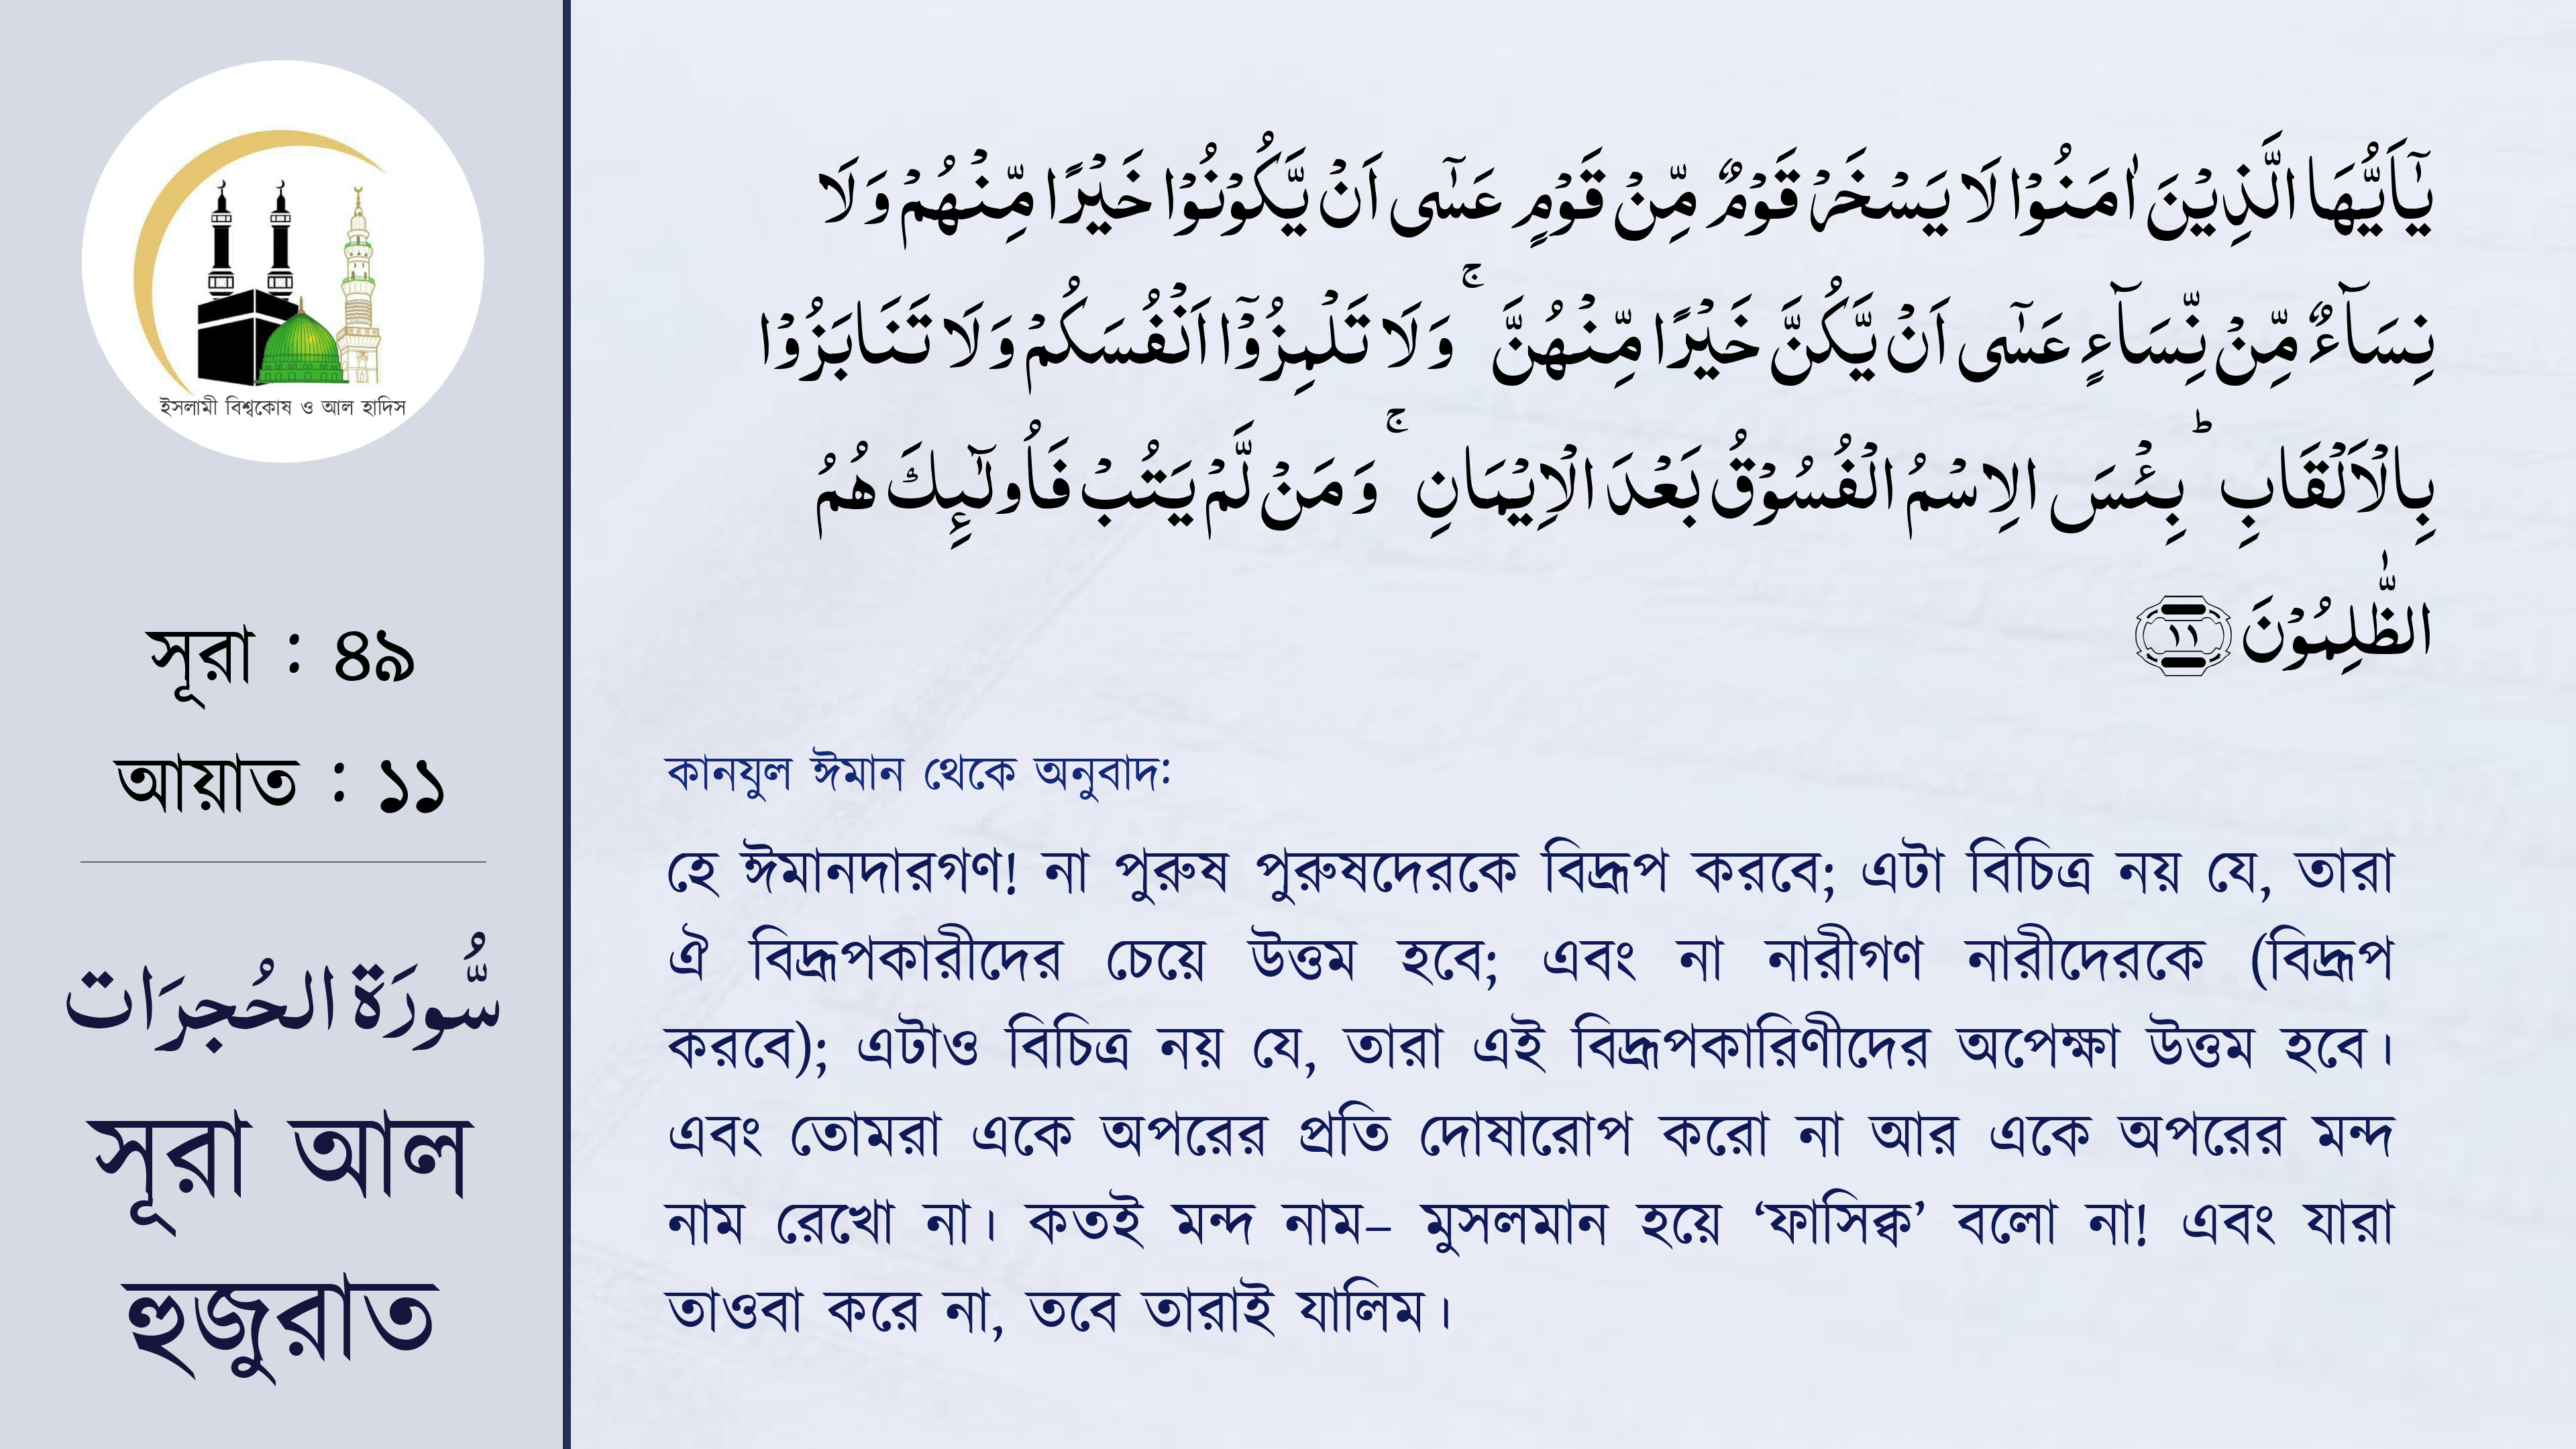 ইসলামী বিশ্বকোষ ও আল হাদিস
সূরা : ৪৯
আয়াত : ১১
سُّورَة الحُجِرَات
সূরা আল
হুজুরাত
يٰۤاَيُّهَا الَّذِيْنَ اٰمَنُوْا لَا يَسْخَرْ قَوْمٌ مِّنْ قَوْمٍ عَسٰۤى اَنْ يَّكُوْنُوْا خَيْرًا مِّنْهُمْ وَلَا
نِسَآءٌ مِّنْ نِّسَآءٍ عَسٰۤى اَنْ يَّكُنَّ خَيْرًا مِّنْهُنَّ ۚ وَلَا تَلْمِزُوْۤا اَنْفُسَكُمْ وَلَا تَنَابَزُوْا
بِالْاَلْقَابِ ؕ بِئْسَ الِاسْمُ الْفُسُوْقُ بَعْدَ الْاِيْمَانِ ۚ وَمَنْ لَّمْ يَتُبْ فَاُولٰٓئِكَ هُمُ
الظّٰلِمُوْنَ ۝١١
কানযুল ঈমান থেকে অনুবাদ:
হে ঈমানদারগণ! না পুরুষ পুরুষদেরকে বিদ্রূপ করবে; এটা বিচিত্র নয় যে, তারা
ঐ বিদ্রূপকারীদের চেয়ে উত্তম হবে; এবং না নারীগণ নারীদেরকে (বিদ্রূপ
করবে); এটাও বিচিত্র নয় যে, তারা এই বিদ্রূপকারিণীদের অপেক্ষা উত্তম হবে।
এবং তোমরা একে অপরের প্রতি দোষারোপ করো না আর একে অপরের মন্দ
নাম রেখো না। কতই মন্দ নাম– মুসলমান হয়ে ‘ফাসিক্ব’ বলো না! এবং যারা
তাওবা করে না, তবে তারাই যালিম।